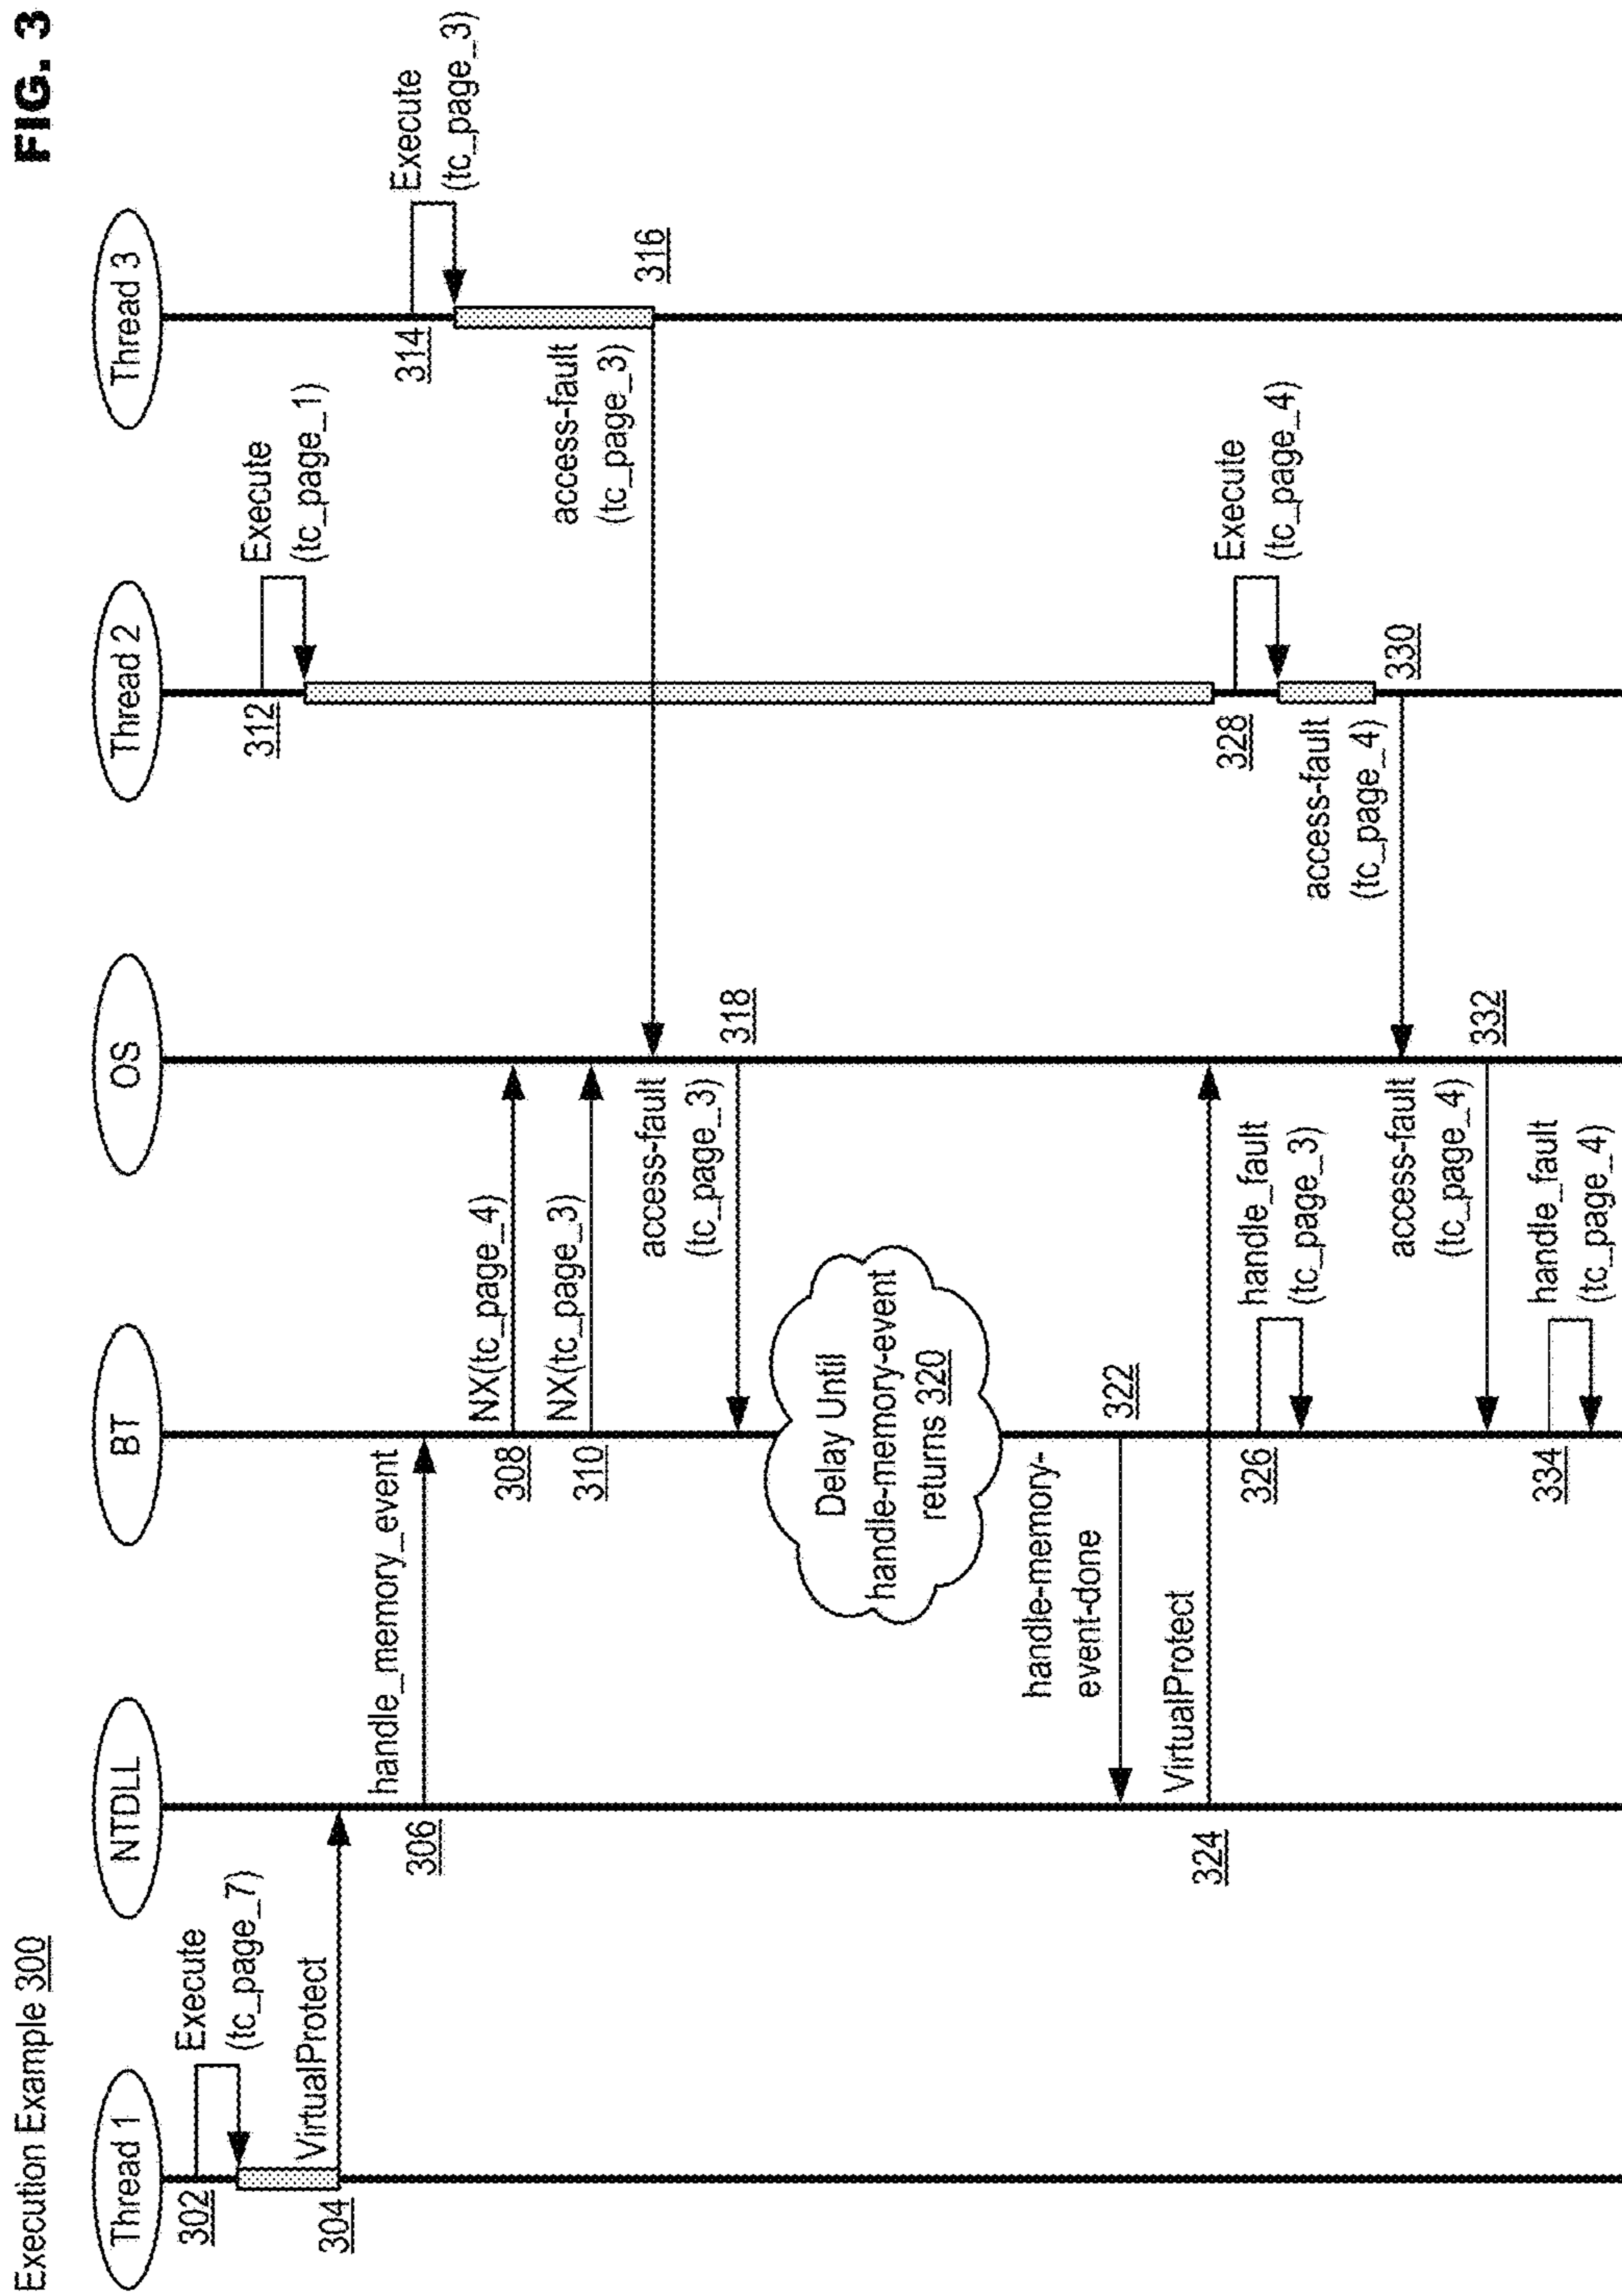 Execution Example 300
FIG. 3
Thread 1
NTDLL
BT
OS
Thread 2
Thread 3
302
Execute
(tc_page_7)
304
VirtualProtect
306
handle_memory_event
308
NX(tc_page_4)
310
NX(tc_page_3)
312
Execute
(tc_page_1)
314
Execute
(tc_page_3)
access-fault
(tc_page_3)
316
access-fault
(tc_page_3)
318
Delay Until
handle-memory-event
returns 320
handle-memory-
event-done
322
324
VirtualProtect
326
handle_fault
(tc_page_3)
328
Execute
(tc_page_4)
access-fault
(tc_page_4)
330
access-fault
(tc_page_4)
332
334
handle_fault
(tc_page_4)